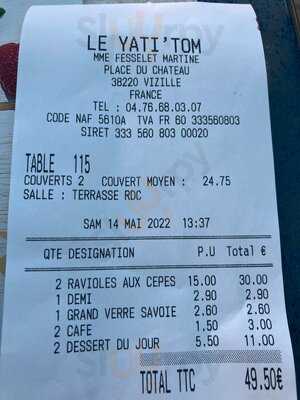 LE YATI'TOM
MME FESSELET MARTINE
PLACE DU CHATEAU
38220 VIZILLE
FRANCE
TEL : 04.76.68.03.07
CODE NAF 5610A TVA FR 60 333560803
SIRET 333 560 803 00020
TABLE 115
COUVERTS 2 COUVERT MOYEN : 24.75
SALLE : TERRASSE RDC
SAM 14 MAI 2022 13:37
QTE DESIGNATION P.U Total €
2 RAVIOLES AUX CEPES 15.00 30.00
1 DEMI 2.90 2.90
1 GRAND VERRE SAVOIE 2.60 2.60
2 CAFE 1.50 3.00
2 DESSERT DU JOUR 5.50 11.00
TOTAL TTC 49.50€